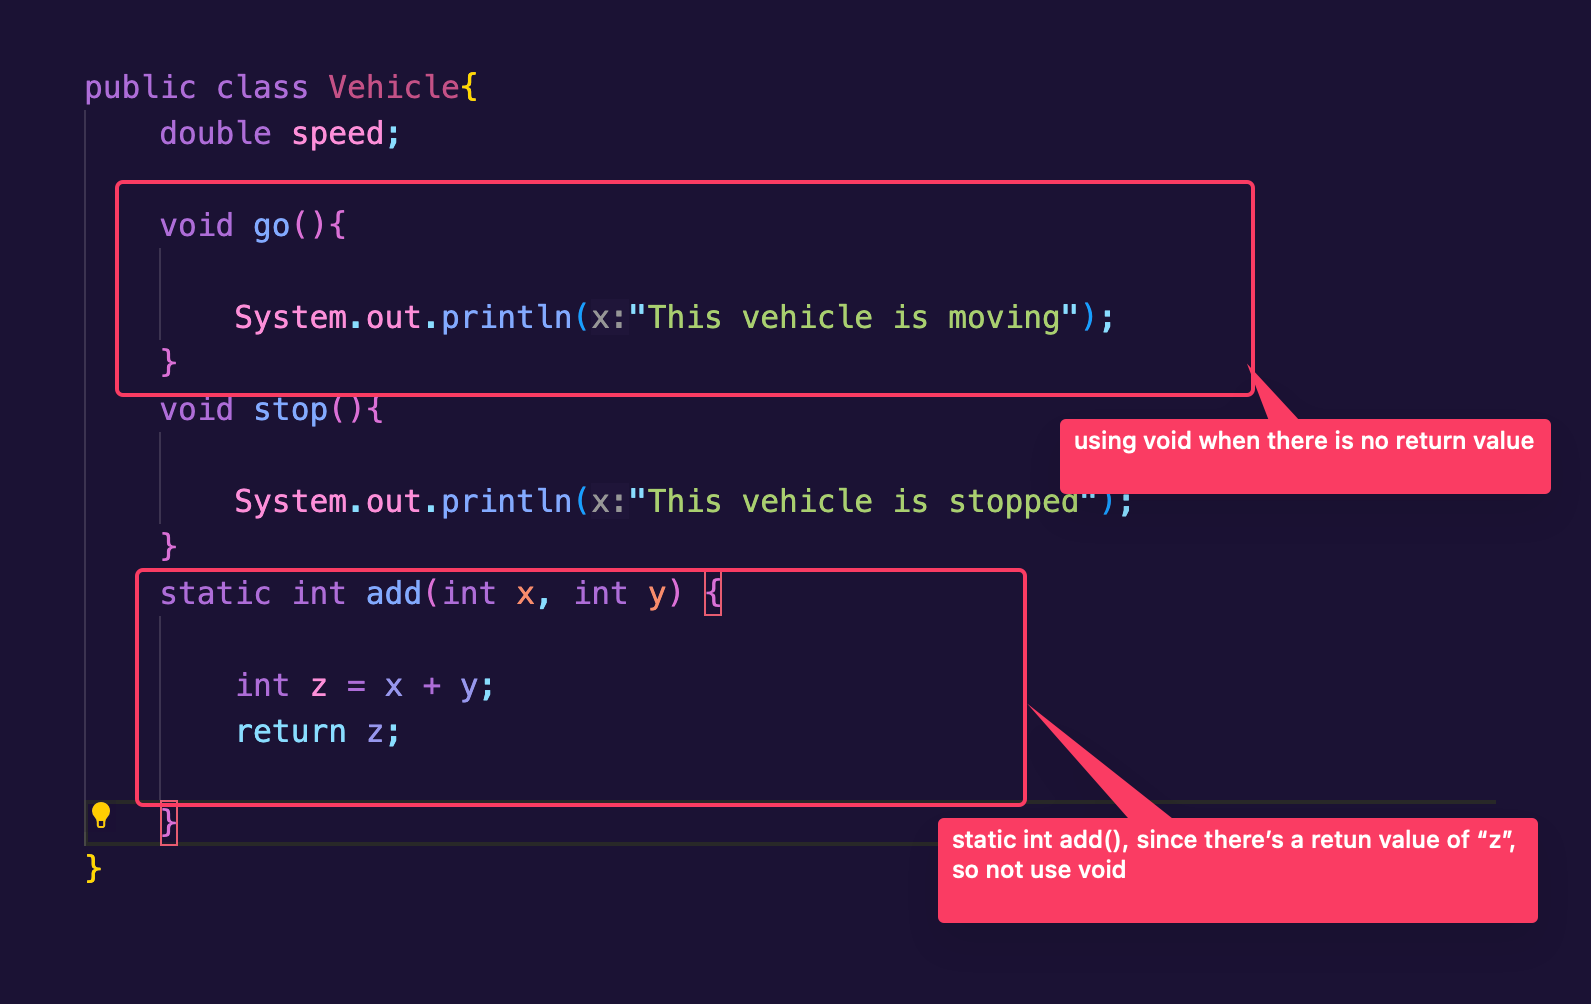 public class Vehicle{
double speed;
void go(){
System.out.println(x:"This vehicle is moving");
}
void stop(){
using void when there is no return value
System.out.println(x:"This vehicle is stopped");
}
static int add(int x, int y) {
int z = x + y;
return z;
}
static int add(), since there’s a retun value of “z”,
so not use void
}